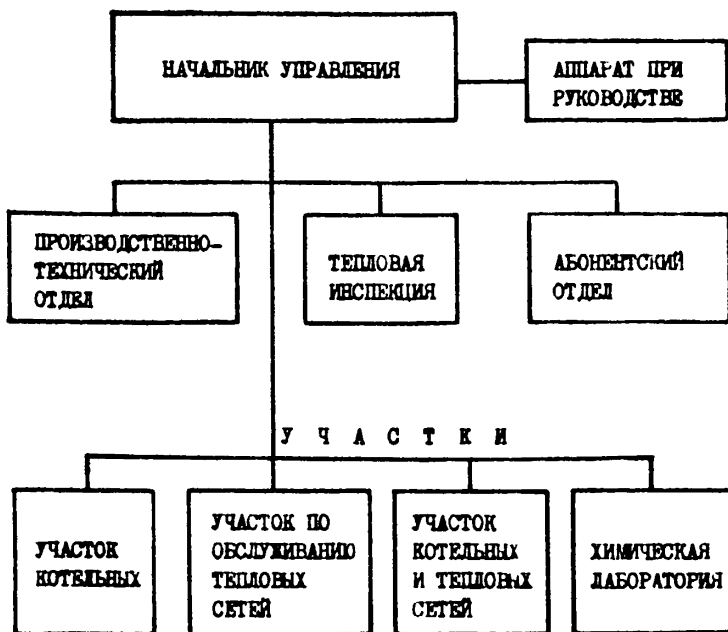 НАЧАЛЬНИК УПРАВЛЕНИЯ
АППАРАТ ПРИ
РУКОВОДСТВЕ
ПРОИЗВОДСТВЕННО-
ТЕХНИЧЕСКИЙ
ОТДЕЛ
ТЕПЛОВАЯ
ИНСПЕКЦИЯ
АБОНЕНТСКИЙ
ОТДЕЛ
У Ч А С Т К И
УЧАСТОК
КОТЕЛЬНЫХ
УЧАСТОК ПО
ОБСЛУЖИВАНИЮ
ТЕПЛОВЫХ
СЕТЕЙ
УЧАСТОК
КОТЕЛЬНЫХ
И ТЕПЛОВЫХ
СЕТЕЙ
ХИМИЧЕСКАЯ
ЛАБОРАТОРИЯ